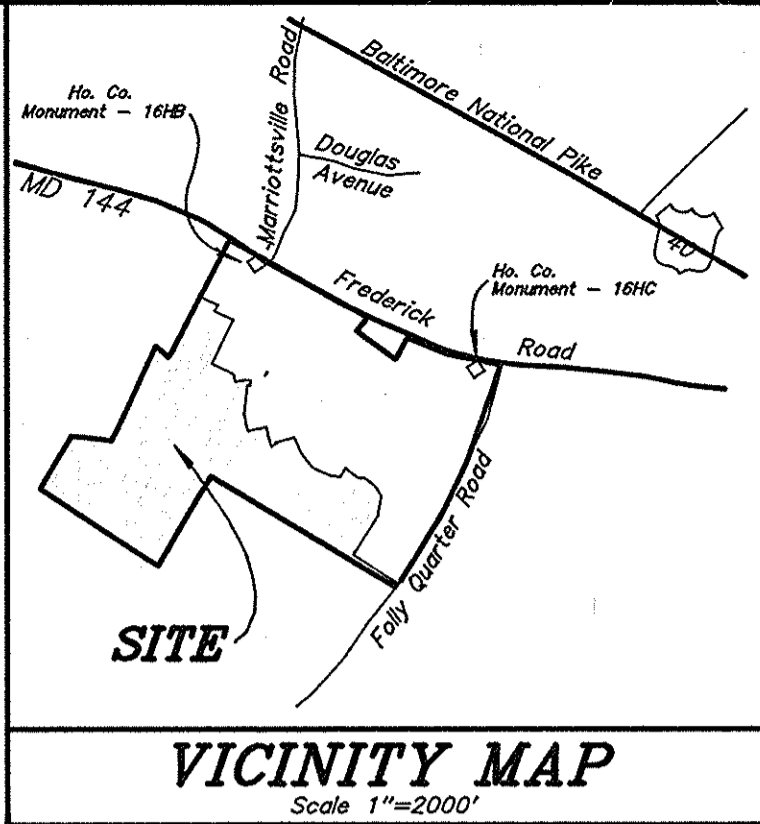 Baltimore National Pike
Marriottsville Road
Ho. Co.
Monument - 16HB
Douglas
Avenue
MD 144
40
Frederick
Road
Ho. Co.
Monument - 16HC
Folly Quarter Road
SITE
VICINITY MAP
Scale 1"=2000'